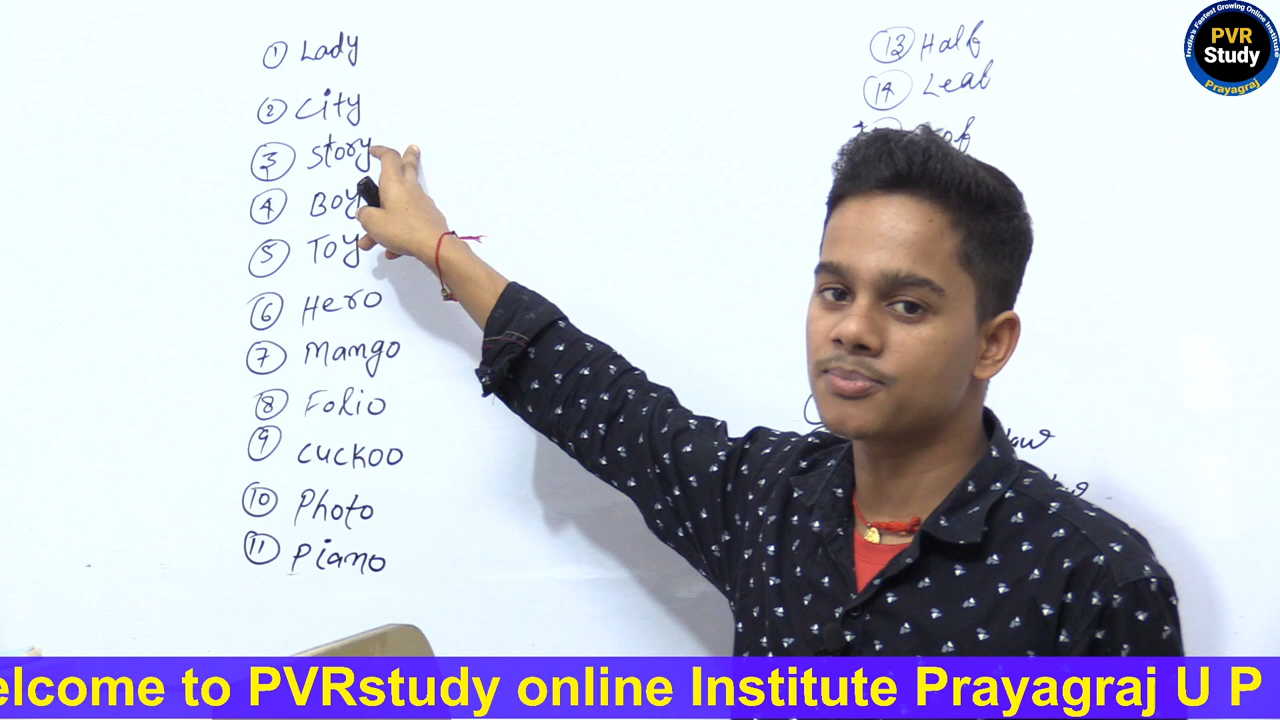 ① Lady
② City
③ Story
④ Boy
⑤ Toy
⑥ Hero
⑦ Mango
⑧ Folio
⑨ Cuckoo
⑩ Photo
⑪ Piano
⑬ Half
⑭ Leaf
India's Fastest Growing Online Institute
PVR
Study
Prayagraj
elcome to PVRstudy online Institute Prayagraj U P